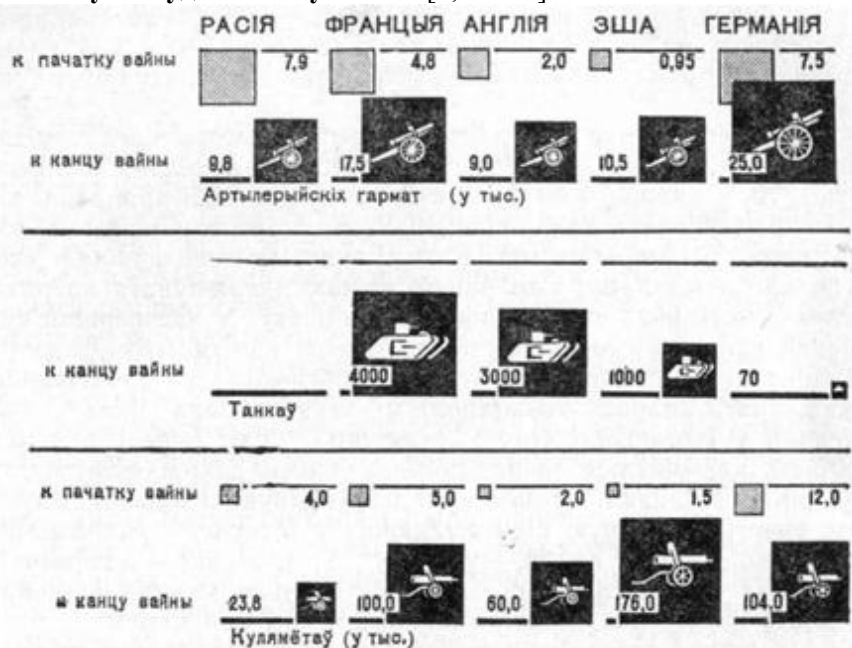 РАСІЯ ФРАНЦЫЯ АНГЛІЯ ЗША ГЕРМАНІЯ
к пачатку вайны 7,9 4,8 2,0 0,95 7,5
к канцу вайны 9,8 17,5 9,0 10,5 25,0
Артылерыйскіх гармат (у тыс.)
к канцу вайны 4000 3000 1000 70
Танкаў
к пачатку вайны 4,0 5,0 2,0 1,5 12,0
к канцу вайны 23,8 100,0 60,0 176,0 104,0
Кулямётаў (у тыс.)